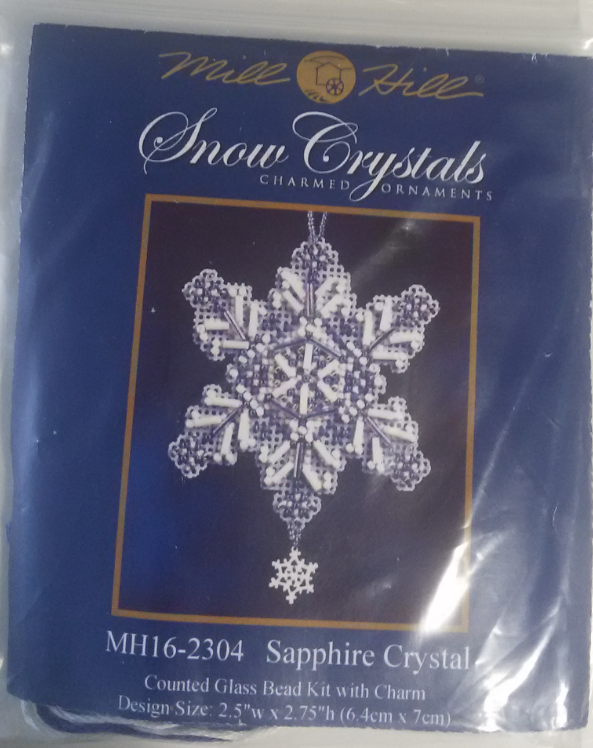 Mill Hill®
Snow Crystals
CHARMED ORNAMENTS
MH16-2304 Sapphire Crystal
Counted Glass Bead Kit with Charm
Design Size: 2.5"w x 2.75"h (6.4cm x 7cm)